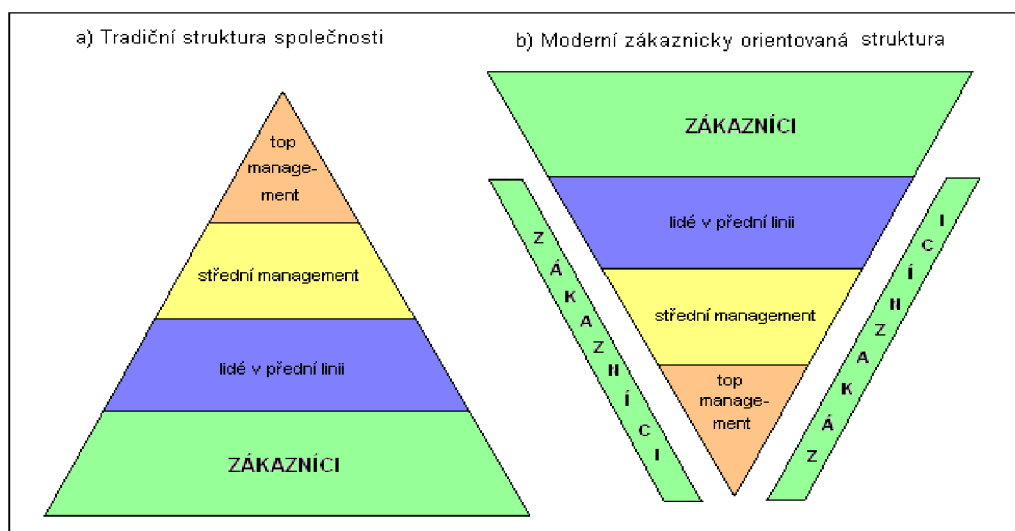 a) Tradiční struktura společnosti
top
manage-
ment
střední management
lidé v přední linii
ZÁKAZNÍCI
b) Moderní zákaznicky orientovaná struktura
ZÁKAZNÍCI
lidé v přední linii
střední management
top
manage-
ment
ZÁKAZNÍCI
ZÁKAZNÍCI